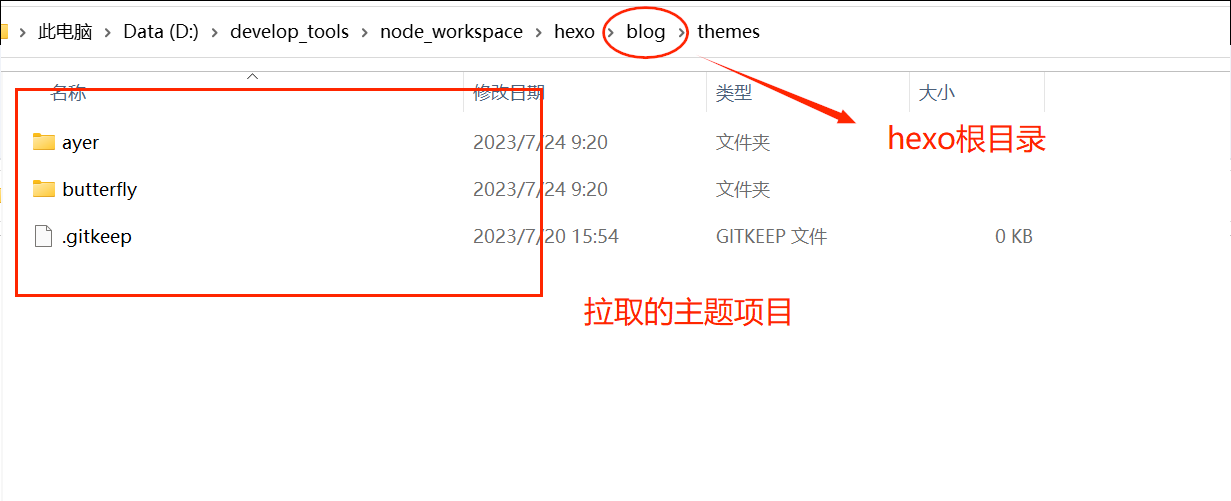 此电脑 › Data (D:) › develop_tools › node_workspace › hexo › blog › themes
名称 修改日期 类型 大小
hexo根目录
ayer 2023/7/24 9:20 文件夹
butterfly 2023/7/24 9:20 文件夹
.gitkeep 2023/7/20 15:54 GITKEEP 文件 0 KB
拉取的主题项目